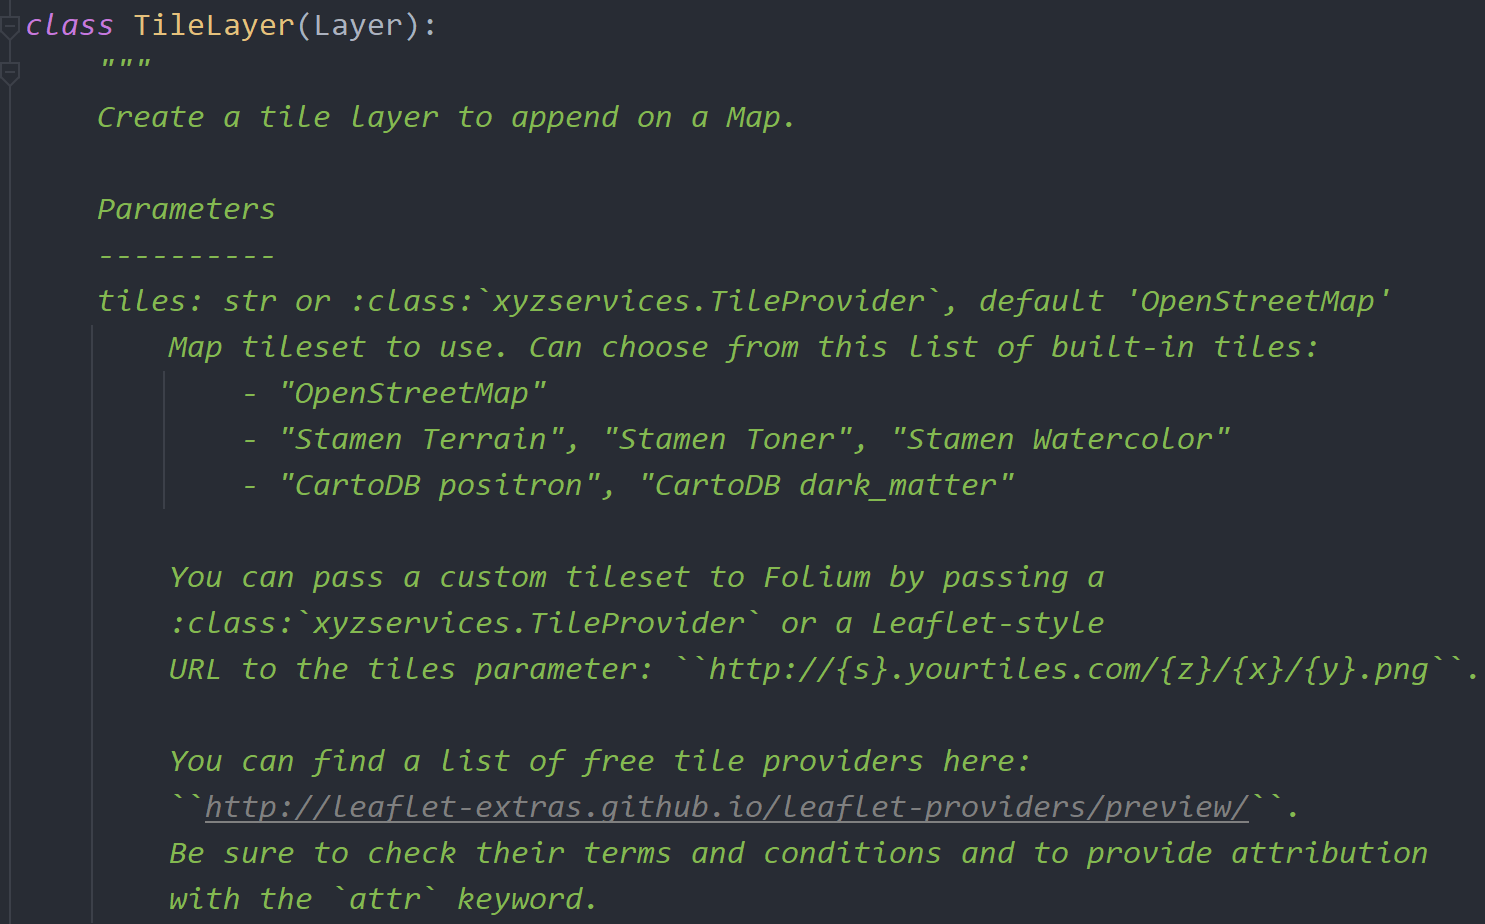 class TileLayer(Layer):
"""
Create a tile layer to append on a Map.
Parameters
----------
tiles: str or :class:`xyzservices.TileProvider`, default 'OpenStreetMap'
Map tileset to use. Can choose from this list of built-in tiles:
- "OpenStreetMap"
- "Stamen Terrain", "Stamen Toner", "Stamen Watercolor"
- "CartoDB positron", "CartoDB dark_matter"
You can pass a custom tileset to Folium by passing a
:class:`xyzservices.TileProvider` or a Leaflet-style
URL to the tiles parameter: ``http://{s}.yourtiles.com/{z}/{x}/{y}.png``.
You can find a list of free tile providers here:
``http://leaflet-extras.github.io/leaflet-providers/preview/``.
Be sure to check their terms and conditions and to provide attribution
with the `attr` keyword.